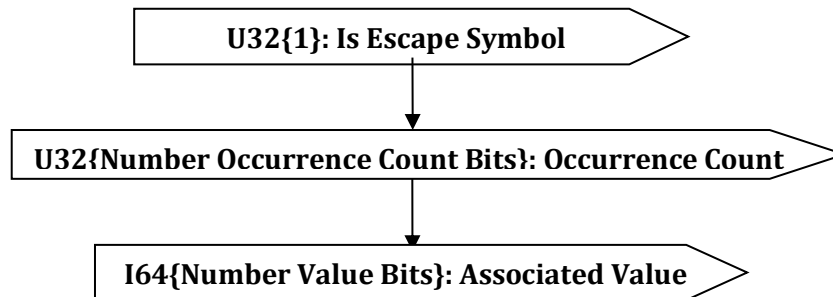 U32{1}: Is Escape Symbol
U32{Number Occurrence Count Bits}: Occurrence Count
I64{Number Value Bits}: Associated Value